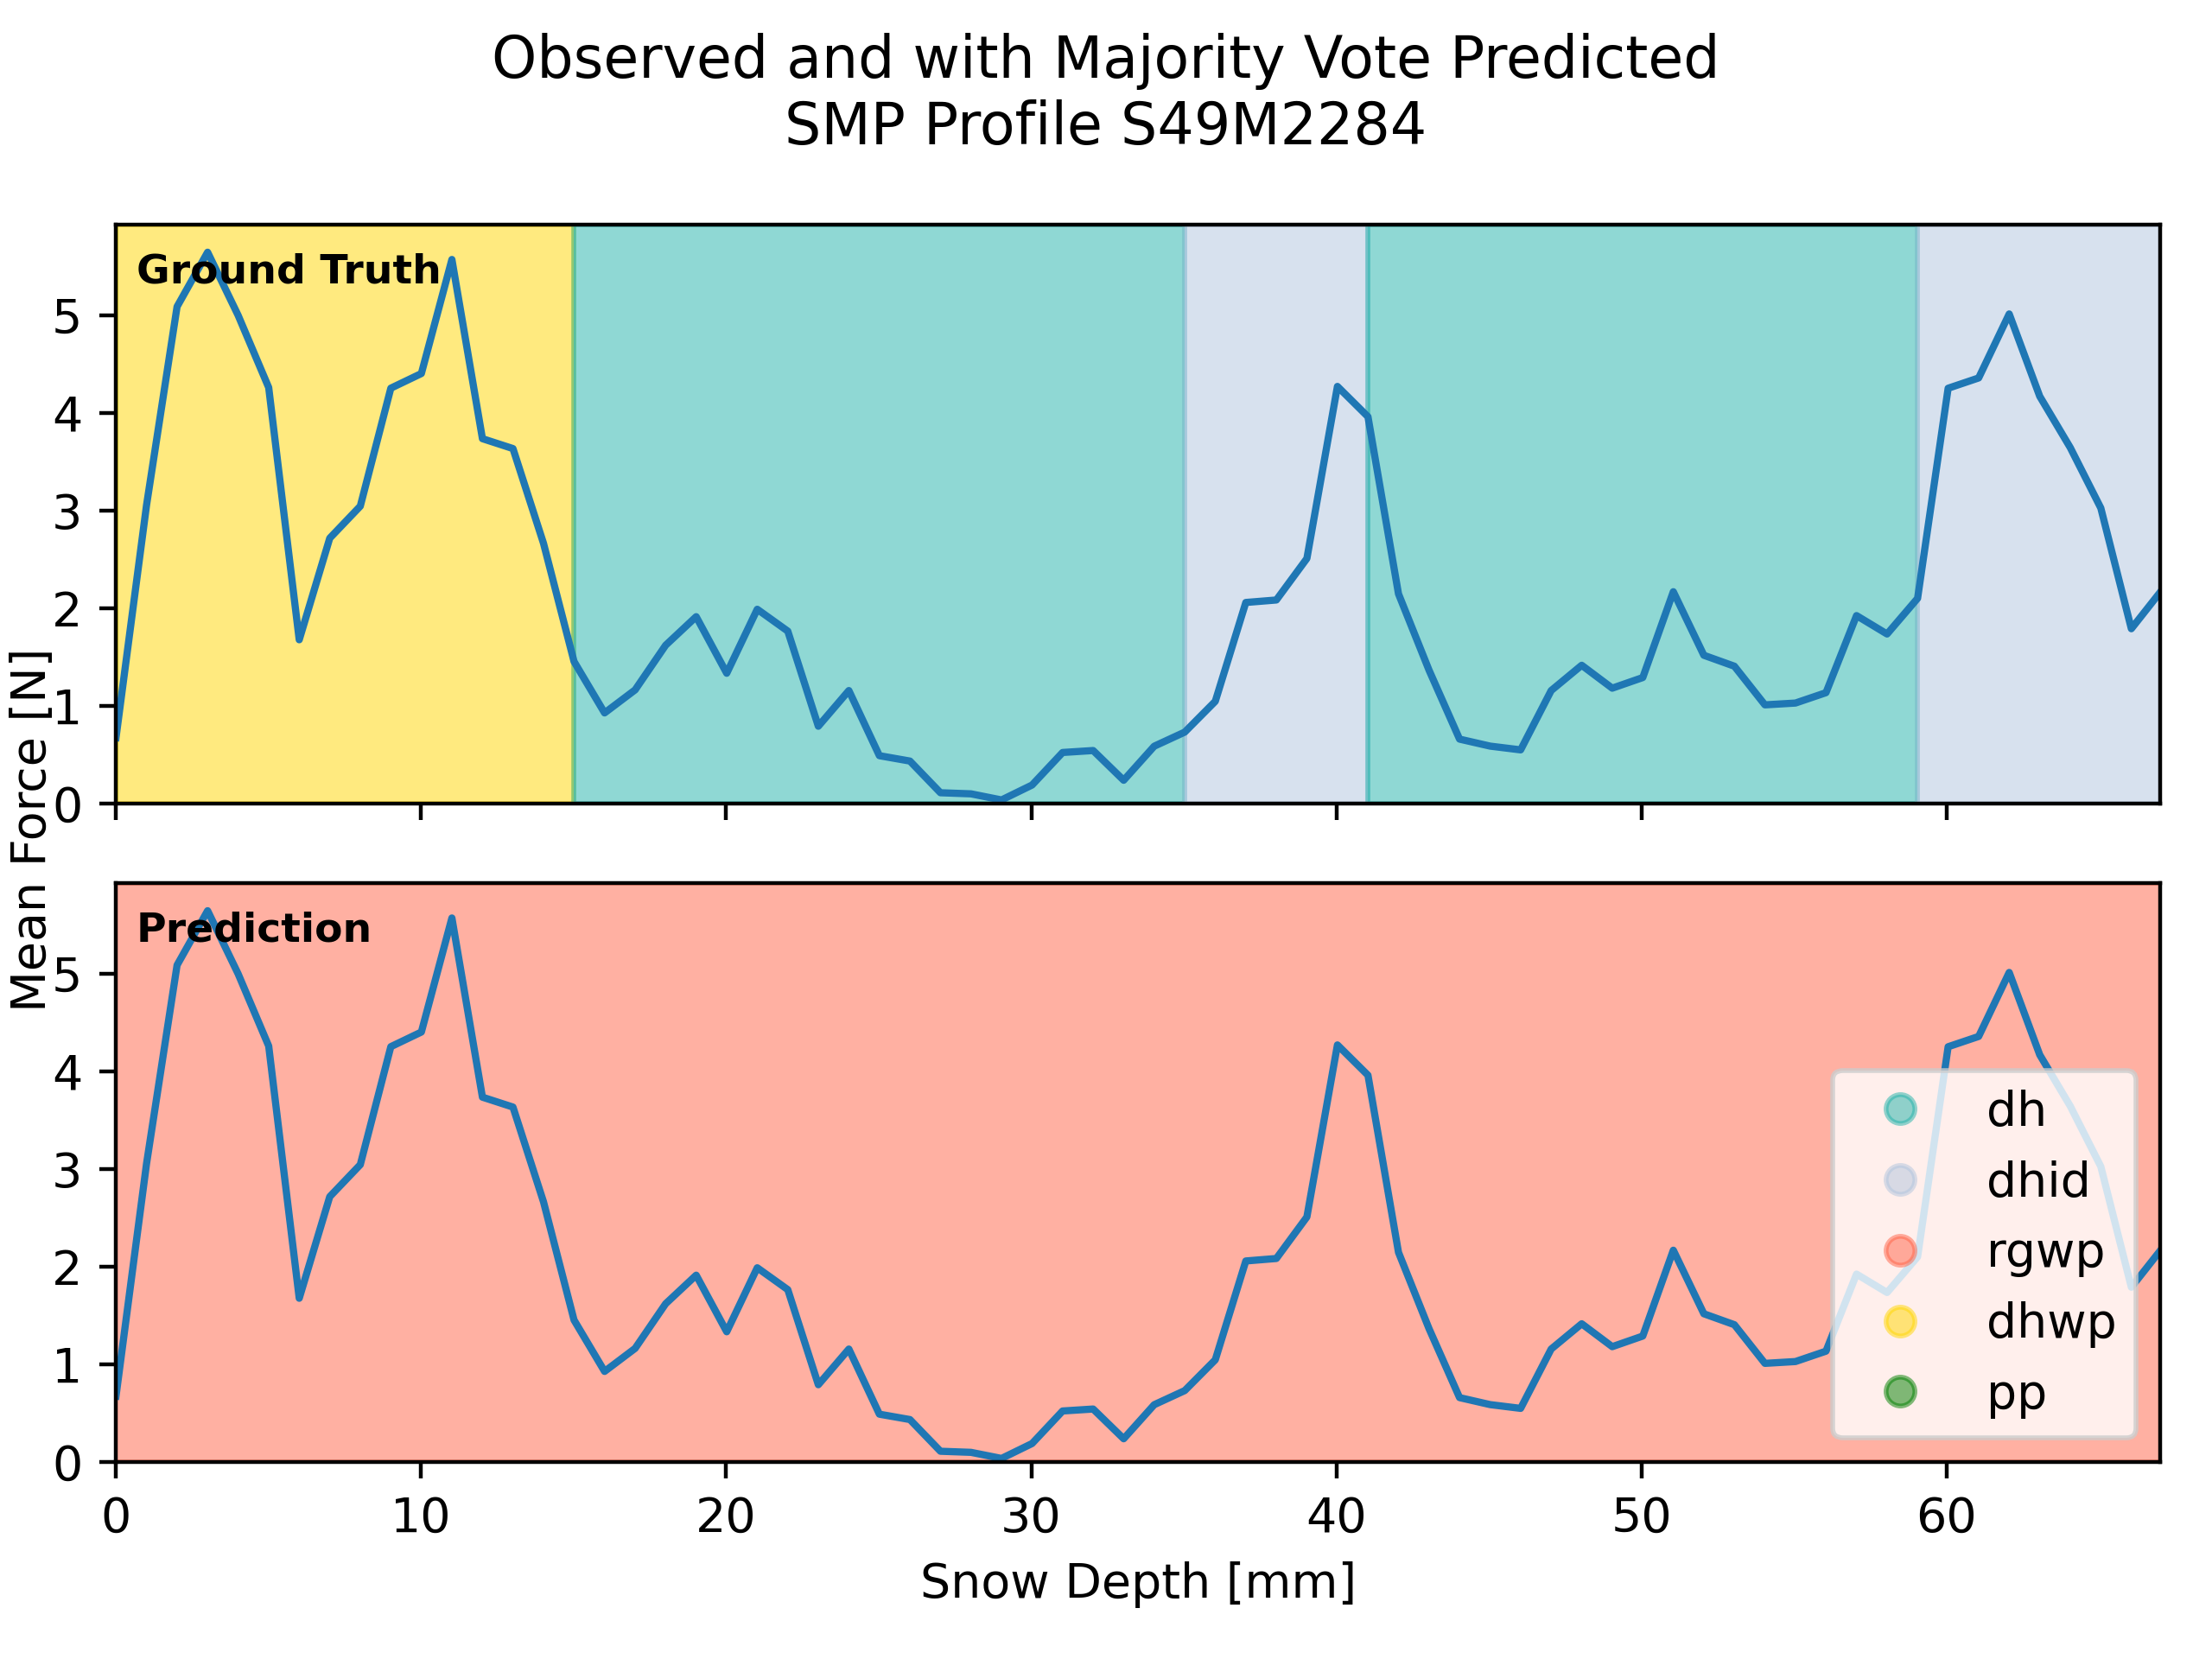 Observed and with Majority Vote Predicted
SMP Profile S49M2284
Ground Truth
5
4
3
2
1
0
Mean Force [N]
Prediction
5
4
3
2
1
0
dh
dhid
rgwp
dhwp
pp
0 10 20 30 40 50 60
Snow Depth [mm]